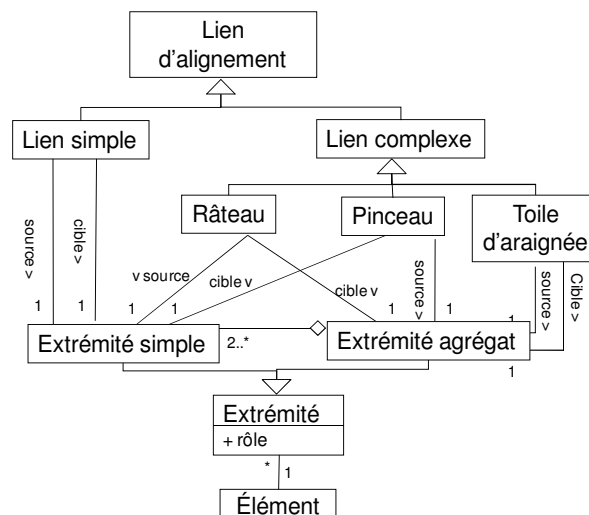 Lien
d'alignement
Lien simple
Lien complexe
Râteau
Pinceau
Toile
d'araignée
source >
cible >
v source
cible v
cible v
source >
source >
Cible >
1
1
1
1
1
1
1
Extrémité simple
2..*
Extrémité agrégat
1
Extrémité
+ rôle
*
1
Élément